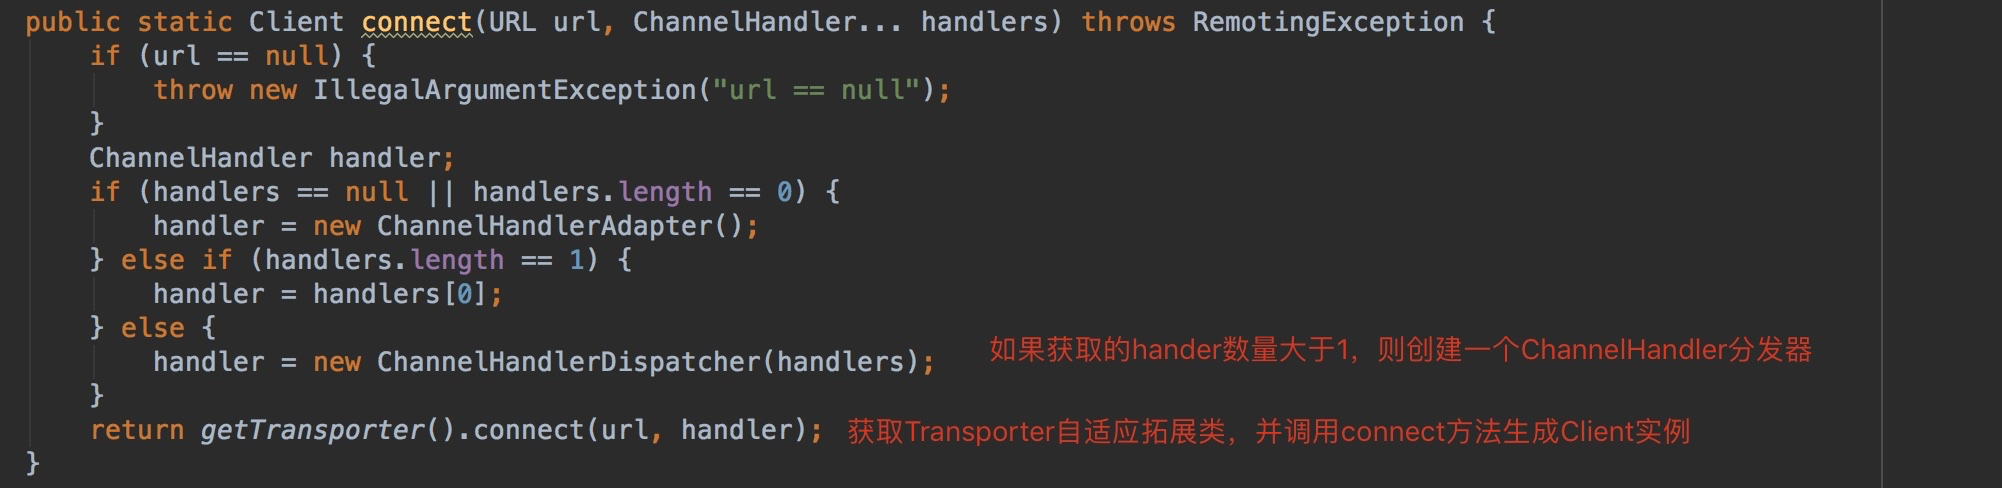 public static Client connect(URL url, ChannelHandler... handlers) throws RemotingException {
if (url == null) {
throw new IllegalArgumentException("url == null");
}
ChannelHandler handler;
if (handlers == null || handlers.length == 0) {
handler = new ChannelHandlerAdapter();
} else if (handlers.length == 1) {
handler = handlers[0];
} else {
handler = new ChannelHandlerDispatcher(handlers); 如果获取的hander数量大于1，则创建一个ChannelHandler分发器
}
return getTransporter().connect(url, handler); 获取Transporter自适应拓展类，并调用connect方法生成Client实例
}